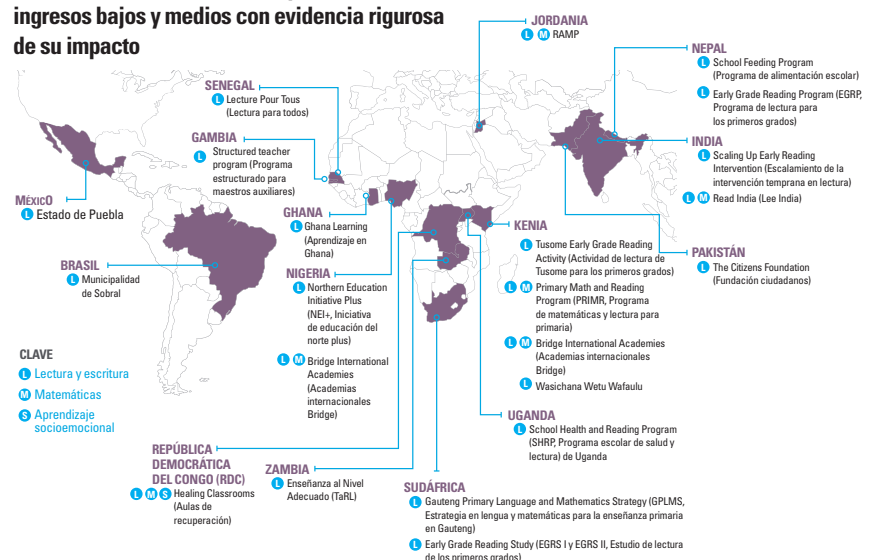 ingresos bajos y medios con evidencia rigurosa
de su impacto
JORDANIA
L M RAMP
NEPAL
L School Feeding Program
(Programa de alimentación escolar)
L Early Grade Reading Program (EGRP,
Programa de lectura para
los primeros grados)
SENEGAL
L Lecture Pour Tous
(Lectura para todos)
GAMBIA
L Structured teacher
program (Programa
estructurado para
maestros auxiliares)
INDIA
L Scaling Up Early Reading
Intervention (Escalamiento de la
intervención temprana en lectura)
L M Read India (Lee India)
MÉXICO
L Estado de Puebla
GHANA
L Ghana Learning
(Aprendizaje en
Ghana)
KENIA
L Tusome Early Grade Reading
Activity (Actividad de lectura de
Tusome para los primeros grados)
L M Primary Math and Reading
Program (PRIMR, Programa
de matemáticas y lectura para
primaria)
L M Bridge International Academies
(Academias internacionales
Bridge)
L Wasichana Wetu Wafaulu
PAKISTÁN
L The Citizens Foundation
(Fundación ciudadanos)
BRASIL
L Municipalidad
de Sobral
NIGERIA
L Northern Education
Initiative Plus
(NEI+, Iniciativa
de educación del
norte plus)
L M Bridge International
Academies
(Academias
internacionales
Bridge)
CLAVE
L Lectura y escritura
M Matemáticas
S Aprendizaje
socioemocional
UGANDA
L School Health and Reading Program
(SHRP, Programa escolar de salud y
lectura) de Uganda
REPÚBLICA
DEMOCRÁTICA
DEL CONGO (RDC)
L M S Healing Classrooms
(Aulas de
recuperación)
ZAMBIA
L Enseñanza al Nivel
Adecuado (TaRL)
SUDÁFRICA
L Gauteng Primary Language and Mathematics Strategy (GPLMS,
Estrategia en lengua y matemáticas para la enseñanza primaria
en Gauteng)
L Early Grade Reading Study (EGRS I y EGRS II, Estudio de lectura
de los primeros grados)